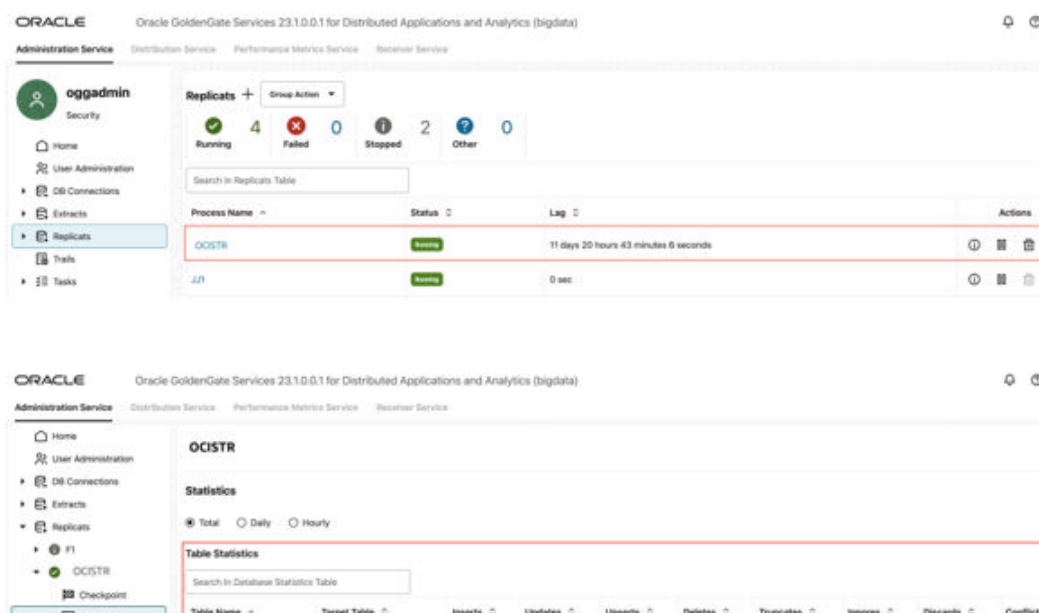 ORACLE Oracle GoldenGate Services 23.1.0.0.1 for Distributed Applications and Analytics (bigdata)
Administration Service Distribution Service Performance Metrics Service Receiver Service
oggadmin
Security
Home
User Administration
DB Connections
Extracts
Replicats
Trails
Tasks
Replicats + Group Action
4 0 2 0
Running Failed Stopped Other
Search In Replicats Table
Process Name Status Lag Actions
OCISTR Running 11 days 20 hours 43 minutes 6 seconds
JJ1 Running 0 sec
ORACLE Oracle GoldenGate Services 23.1.0.0.1 for Distributed Applications and Analytics (bigdata)
Administration Service Distribution Service Performance Metrics Service Receiver Service
Home
User Administration
DB Connections
Extracts
Replicats
F1
OCISTR
Checkpoint
OCISTR
Statistics
Total Daily Hourly
Table Statistics
Search In Database Statistics Table
Table Name Target Table Inserts Updates Upserts Deletes Truncates Ignores Discards Conflict